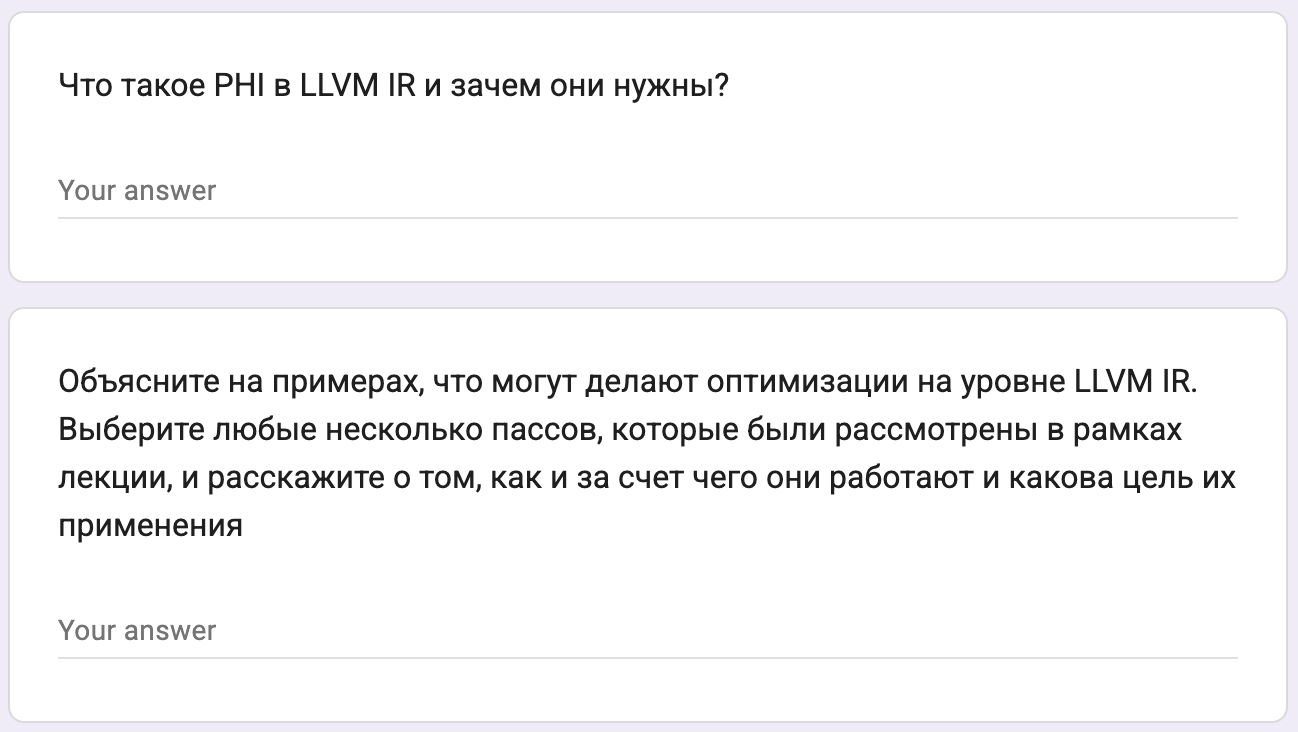 Что такое PHI в LLVM IR и зачем они нужны?
Your answer
Объясните на примерах, что могут делают оптимизации на уровне LLVM IR.
Выберите любые несколько пассов, которые были рассмотрены в рамках
лекции, и расскажите о том, как и за счет чего они работают и какова цель их
применения
Your answer